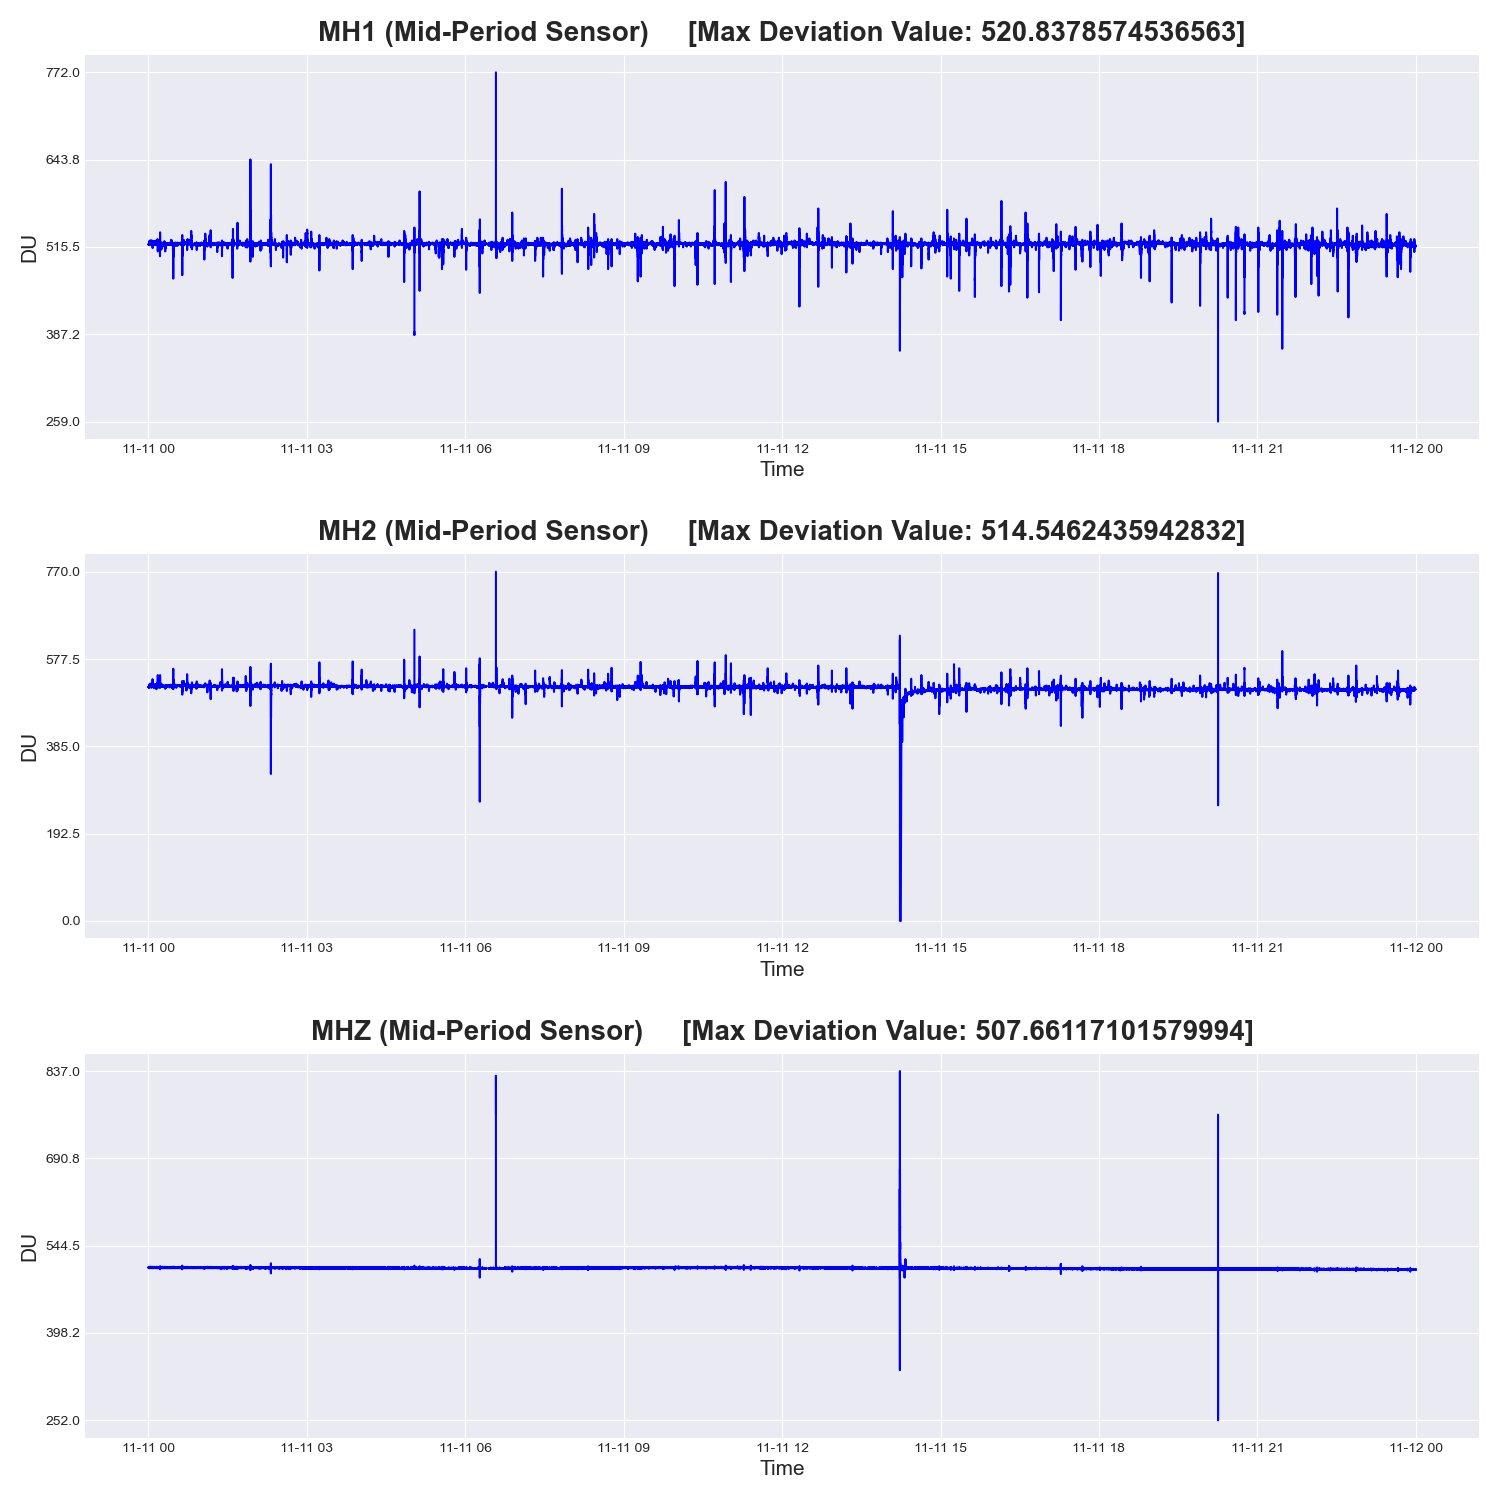 MH1 (Mid-Period Sensor) [Max Deviation Value: 520.8378574536563]
772.0
643.8
515.5
387.2
259.0
DU
11-11 00 11-11 03 11-11 06 11-11 09 11-11 12 11-11 15 11-11 18 11-11 21 11-12 00
Time
MH2 (Mid-Period Sensor) [Max Deviation Value: 514.5462435942832]
770.0
577.5
385.0
192.5
0.0
DU
11-11 00 11-11 03 11-11 06 11-11 09 11-11 12 11-11 15 11-11 18 11-11 21 11-12 00
Time
MHZ (Mid-Period Sensor) [Max Deviation Value: 507.66117101579994]
837.0
690.8
544.5
398.2
252.0
DU
11-11 00 11-11 03 11-11 06 11-11 09 11-11 12 11-11 15 11-11 18 11-11 21 11-12 00
Time